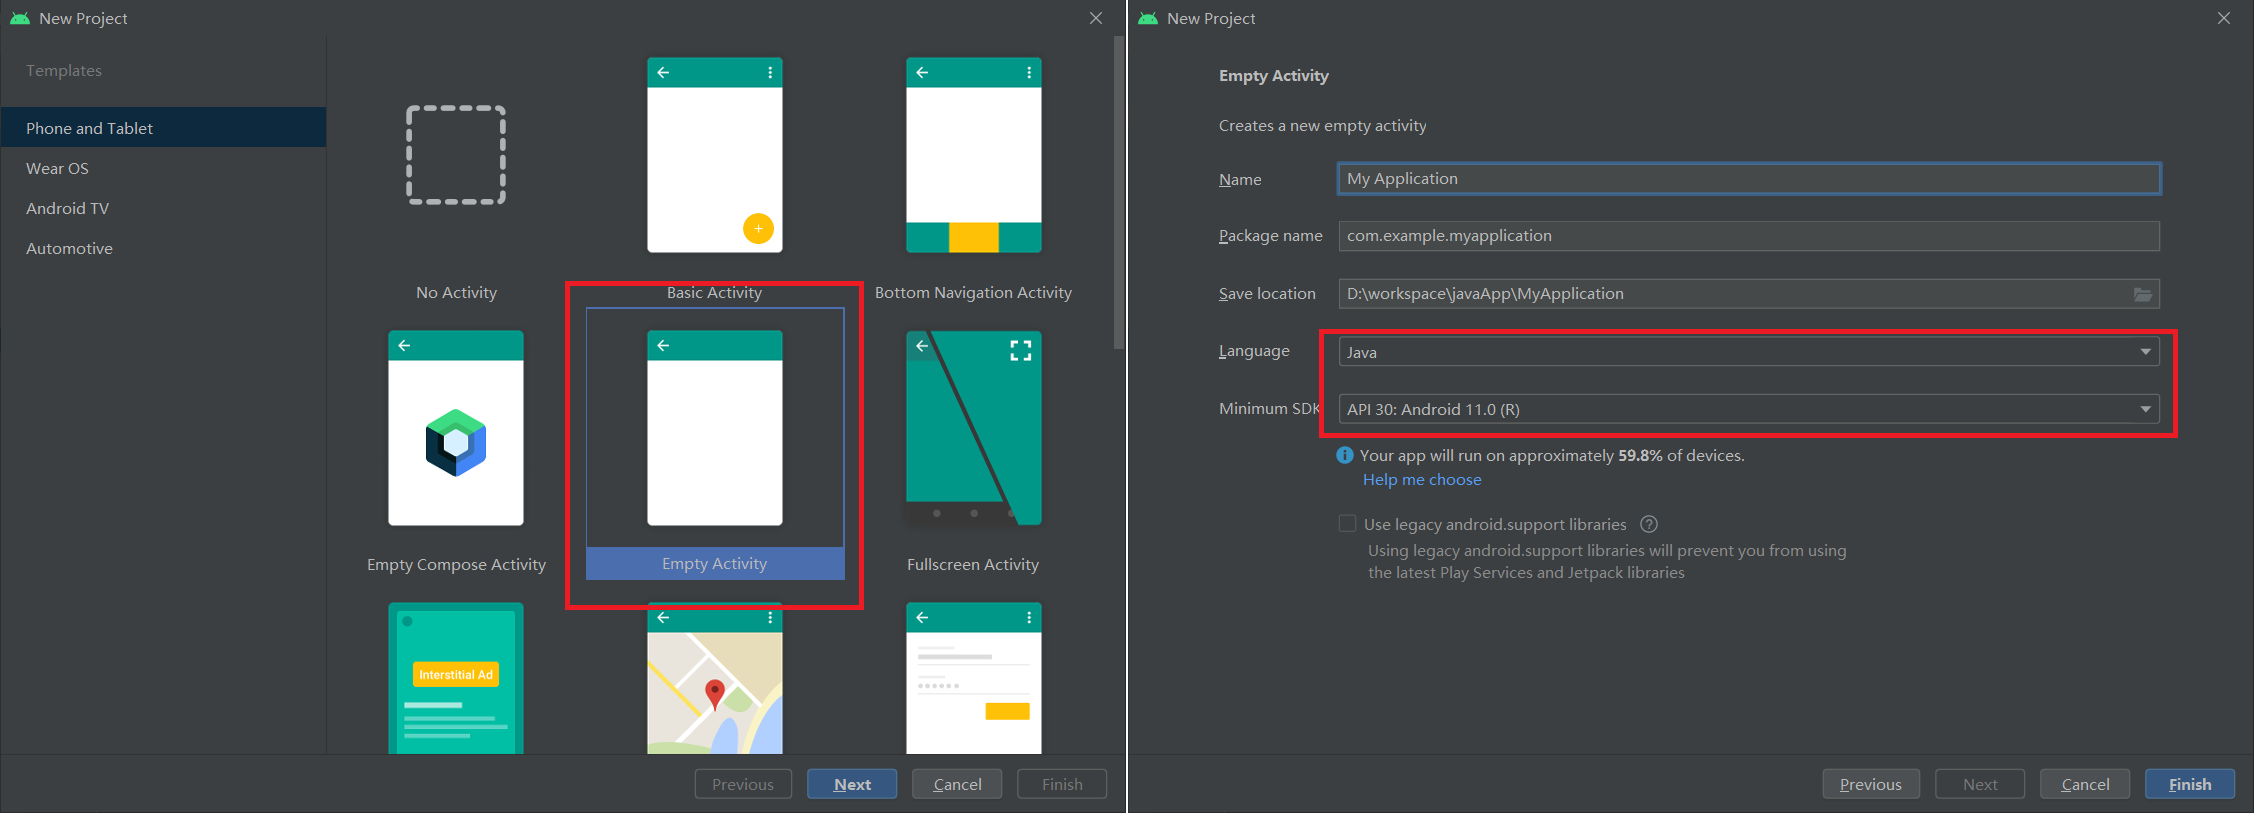 New Project
Templates
Phone and Tablet
Wear OS
Android TV
Automotive
No Activity
Basic Activity
Bottom Navigation Activity
Empty Compose Activity
Empty Activity
Fullscreen Activity
Interstitial Ad
Previous
Next
Cancel
Finish
New Project
Empty Activity
Creates a new empty activity
Name My Application
Package name com.example.myapplication
Save location D:\workspace\javaApp\MyApplication
Language Java
Minimum SDK API 30: Android 11.0 (R)
Your app will run on approximately 59.8% of devices.
Help me choose
Use legacy android.support libraries
Using legacy android.support libraries will prevent you from using
the latest Play Services and Jetpack libraries
Previous
Next
Cancel
Finish